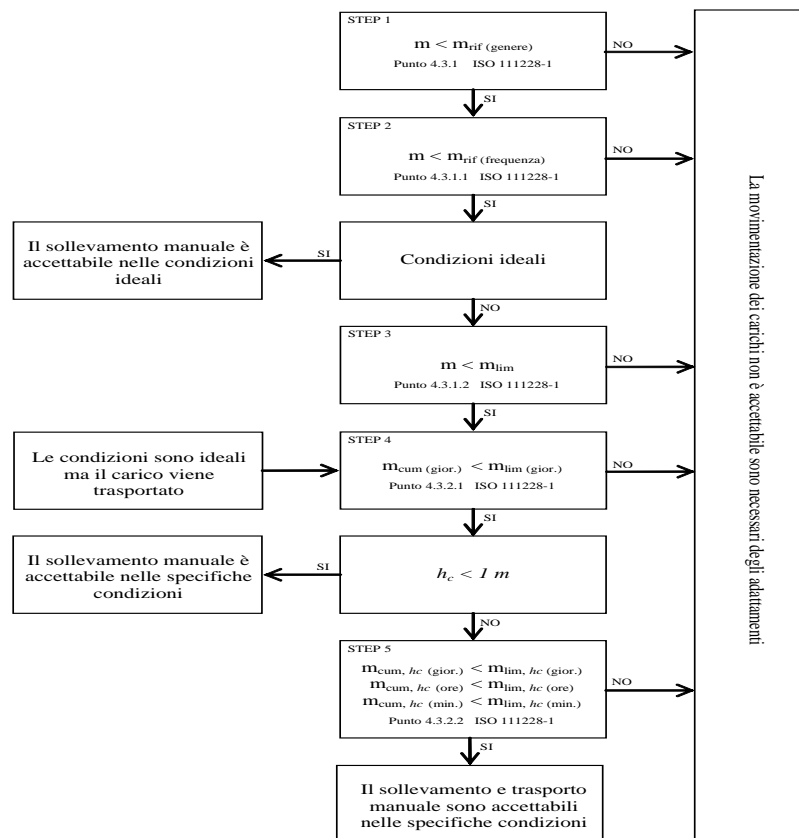 STEP 1
m < mrif (genere)
Punto 4.3.1 ISO 111228-1
NO
SI
STEP 2
m < mrif (frequenza)
Punto 4.3.1.1 ISO 111228-1
NO
SI
Il sollevamento manuale è
accettabile nelle condizioni
ideali
SI
Condizioni ideali
NO
STEP 3
m < mlim
Punto 4.3.1.2 ISO 111228-1
NO
SI
Le condizioni sono ideali
ma il carico viene
trasportato
STEP 4
mcum (gior.) < mlim (gior.)
Punto 4.3.2.1 ISO 111228-1
NO
SI
Il sollevamento manuale è
accettabile nelle specifiche
condizioni
SI
hc < 1 m
NO
STEP 5
mcum, hc (gior.) < mlim, hc (gior.)
mcum, hc (ore) < mlim, hc (ore)
mcum, hc (min.) < mlim, hc (min.)
Punto 4.3.2.2 ISO 111228-1
NO
SI
Il sollevamento e trasporto
manuale sono accettabili
nelle specifiche condizioni
La movimentazione dei carichi non è accettabile sono necessari degli adattamenti